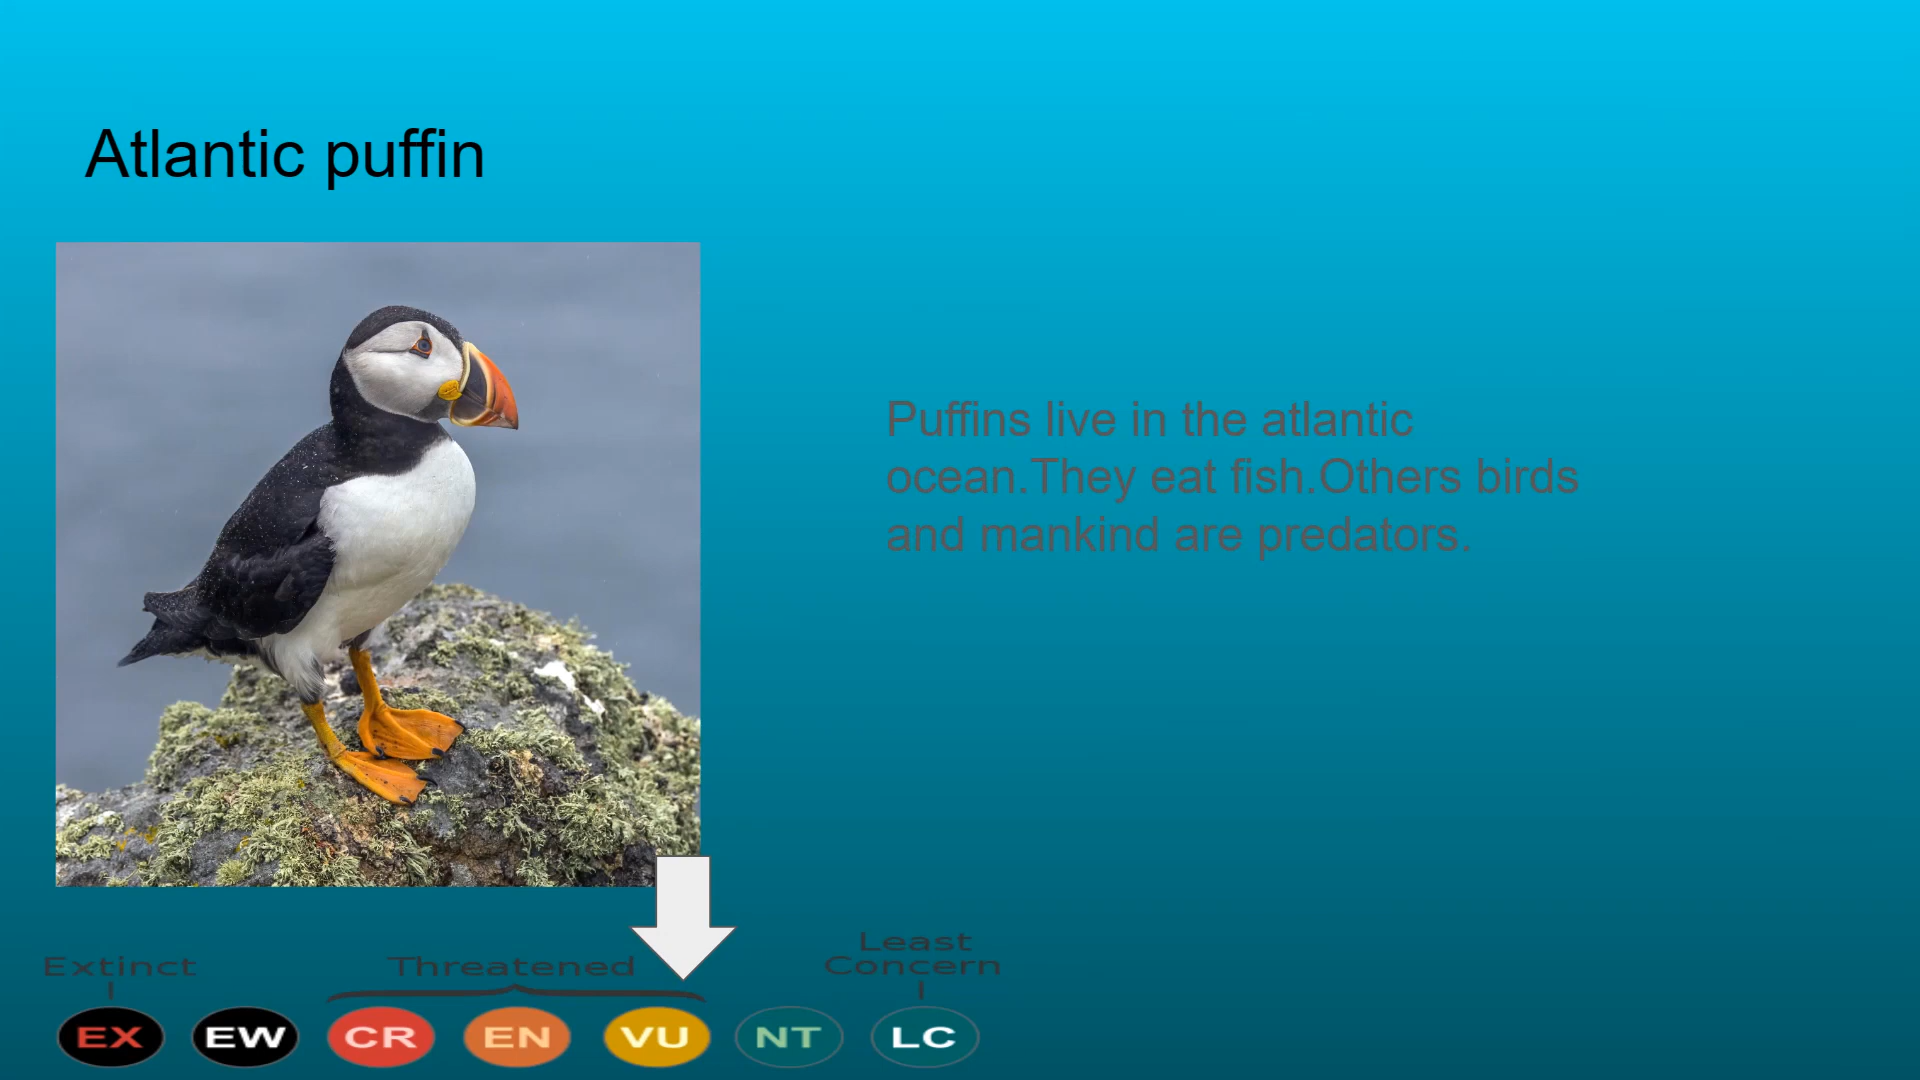 Atlantic puffin
Puffins live in the atlantic
ocean.They eat fish.Others birds
and mankind are predators.
Extinct
Threatened
Least
Concern
EX EW CR EN VU NT LC